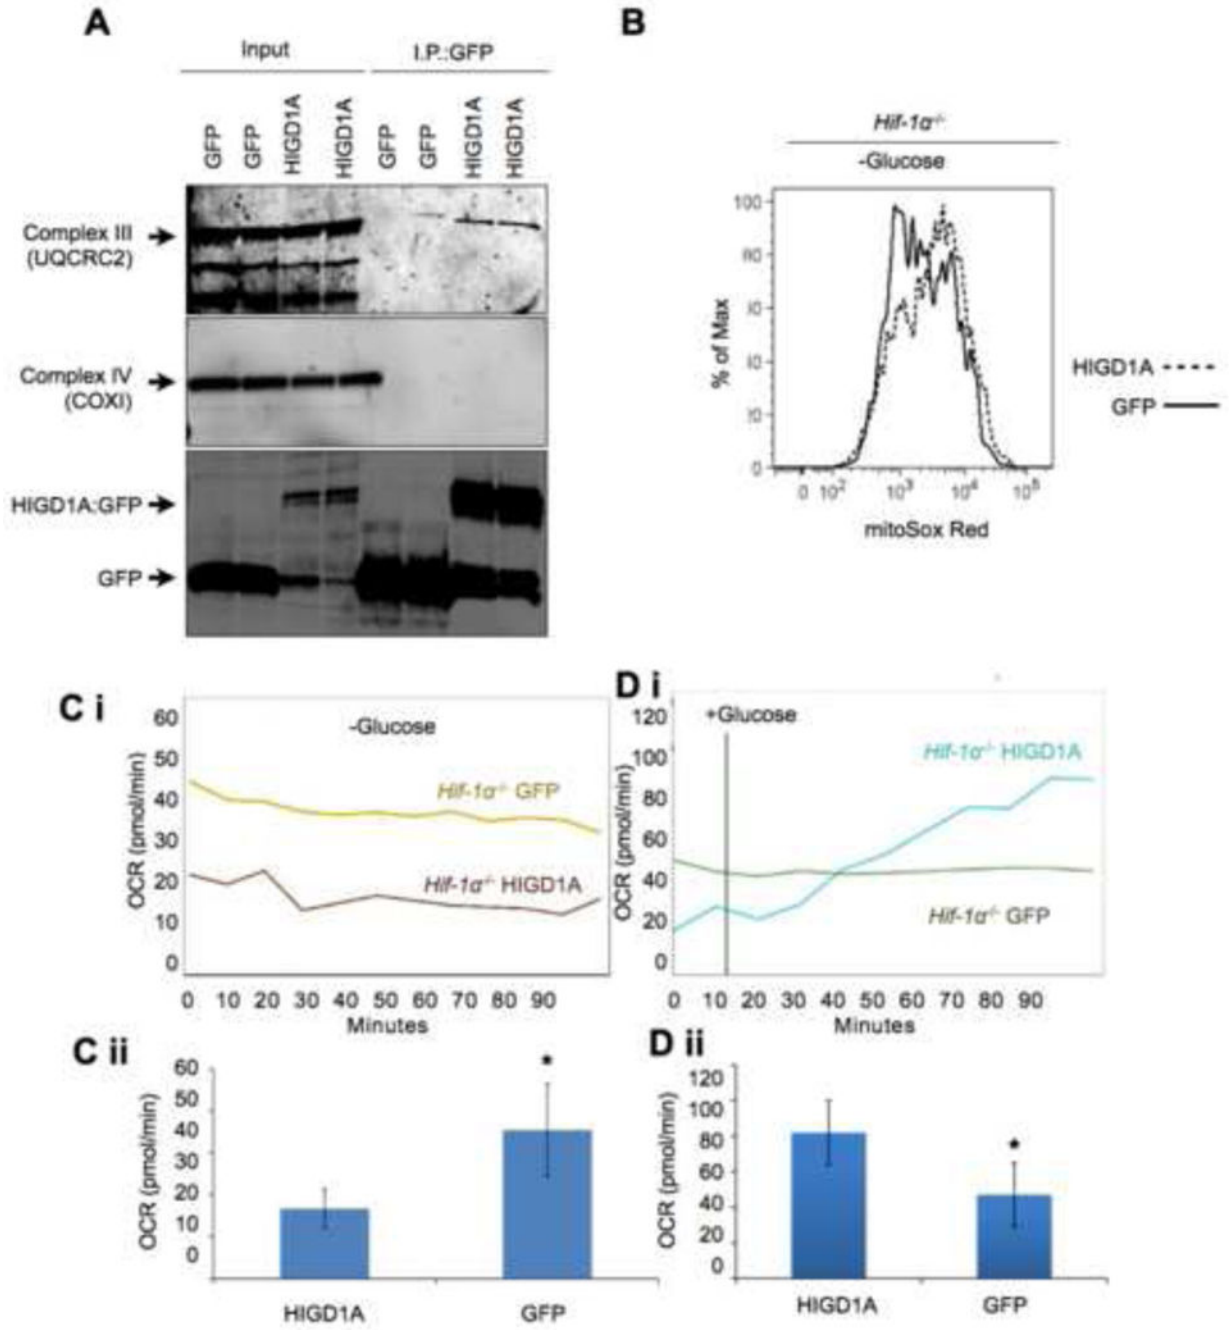 A
Input
I.P.:GFP
GFP
GFP
HIGD1A
HIGD1A
GFP
GFP
HIGD1A
HIGD1A
Complex III
(UQCRC2)
Complex IV
(COXI)
HIGD1A:GFP
GFP
B
Hif-1α-/-
-Glucose
% of Max
100
80
60
40
20
0
0 10² 10³ 10⁴ 10⁵
mitoSox Red
HIGD1A
GFP
C i
-Glucose
OCR (pmol/min)
60
50
40
30
20
10
0
Hif-1α-/- GFP
Hif-1α-/- HIGD1A
0 10 20 30 40 50 60 70 80 90
Minutes
D i
+Glucose
OCR (pmol/min)
120
100
80
60
40
20
0
Hif-1α-/- HIGD1A
Hif-1α-/- GFP
0 10 20 30 40 50 60 70 80 90
Minutes
C ii
OCR (pmol/min)
60
50
40
30
20
10
0
*
HIGD1A
GFP
D ii
OCR (pmol/min)
120
100
80
60
40
20
0
*
HIGD1A
GFP